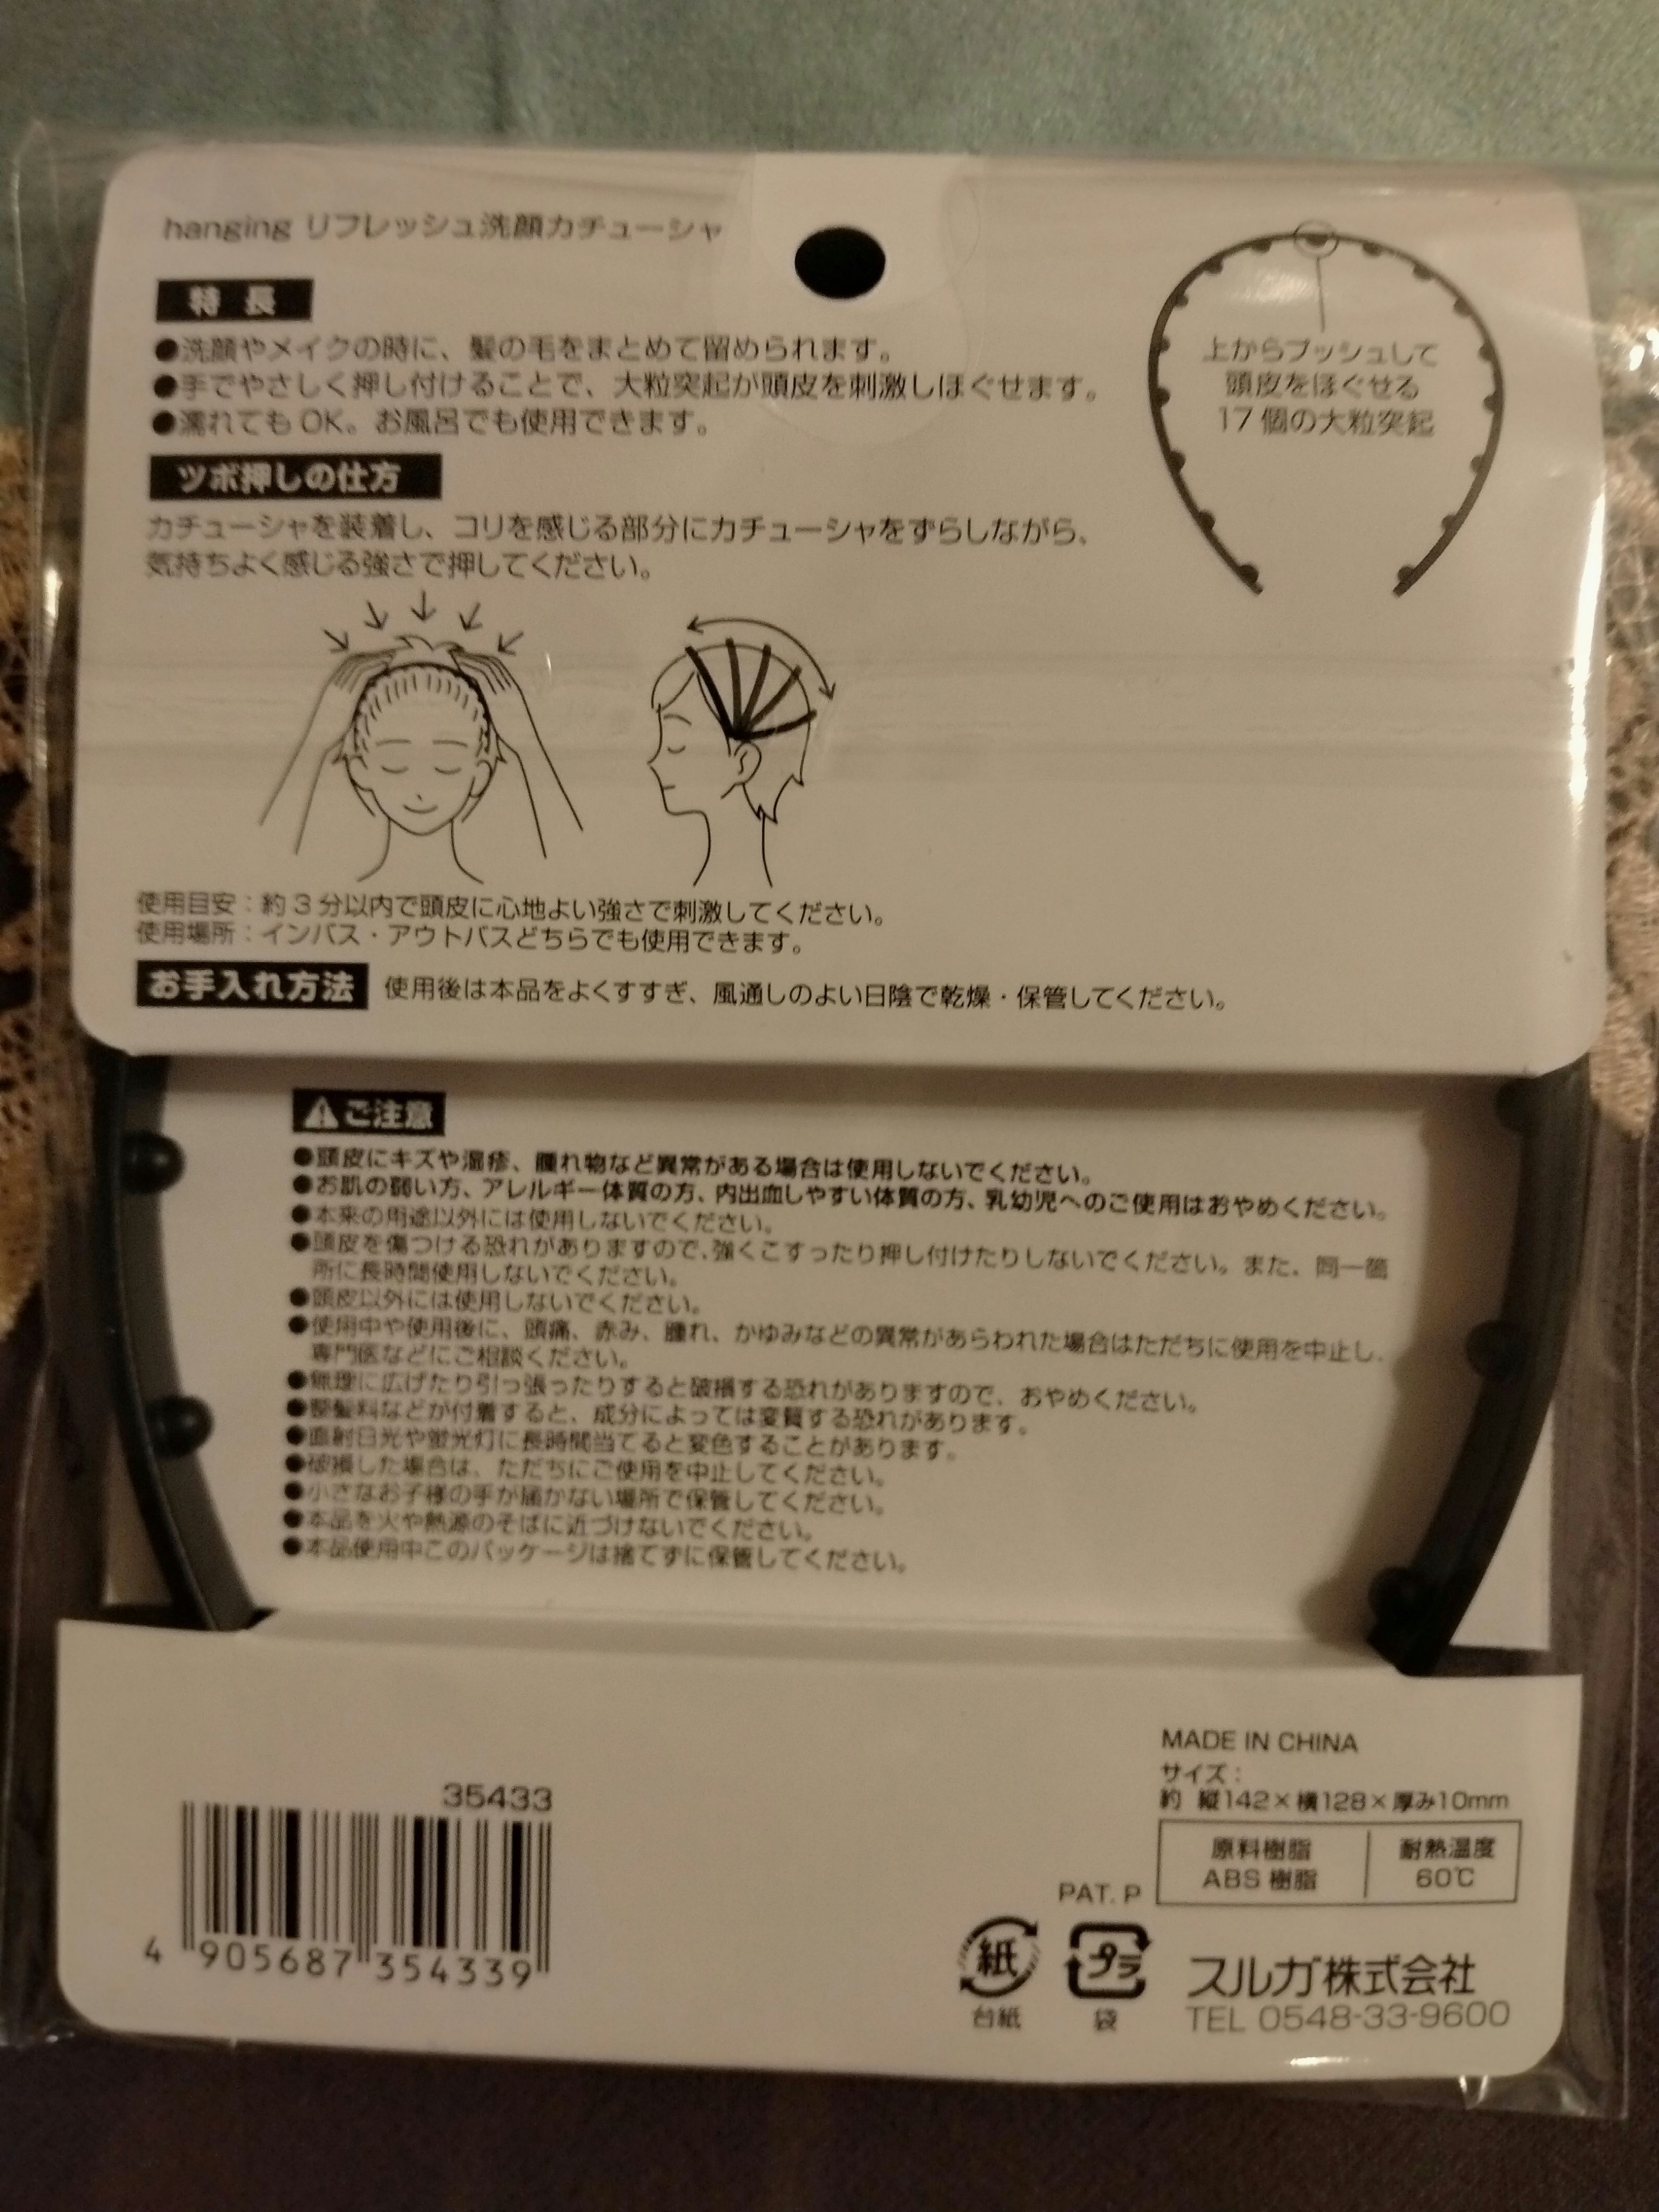 hanging リフレッシュ洗顔カチューシャ
特長
●洗顔やメイクの時に、髪の毛をまとめて留められます。
●手でやさしく押し付けることで、大粒突起が頭皮を刺激しほぐせます。
●濡れてもOK。お風呂でも使用できます。
上からプッシュして
頭皮をほぐせる
17個の大粒突起
ツボ押しの仕方
カチューシャを装着し、コリを感じる部分にカチューシャをずらしながら、
気持ちよく感じる強さで押してください。
使用目安：約3分以内で頭皮に心地よい強さで刺激してください。
使用場所：インバス・アウトバスどちらでも使用できます。
お手入れ方法 使用後は本品をよくすすぎ、風通しのよい日陰で乾燥・保管してください。
⚠ご注意
●頭皮にキズや湿疹、腫れ物など異常がある場合は使用しないでください。
●お肌の弱い方、アレルギー体質の方、内出血しやすい体質の方、乳幼児へのご使用はおやめください。
●本来の用途以外には使用しないでください。
●頭皮を傷つける恐れがありますので、強くこすったり押し付けたりしないでください。また、同一箇
所に長時間使用しないでください。
●頭皮以外には使用しないでください。
●使用中や使用後に、頭痛、赤み、腫れ、かゆみなどの異常があらわれた場合はただちに使用を中止し、
専門医などにご相談ください。
●無理に広げたり引っ張ったりすると破損する恐れがありますので、おやめください。
●整髪料などが付着すると、成分によっては変質する恐れがあります。
●直射日光や蛍光灯に長時間当てると変色することがあります。
●破損した場合は、ただちにご使用を中止してください。
●小さなお子様の手が届かない場所で保管してください。
●本品を火や熱源のそばに近づけないでください。
●本品使用中このパッケージは捨てずに保管してください。
35433
4 905687 354339
MADE IN CHINA
サイズ：
約 縦142×横128×厚み10mm
原料樹脂 耐熱温度
ABS樹脂 60℃
PAT. P
紙 プラ
台紙 袋
スルガ株式会社
TEL 0548-33-9600